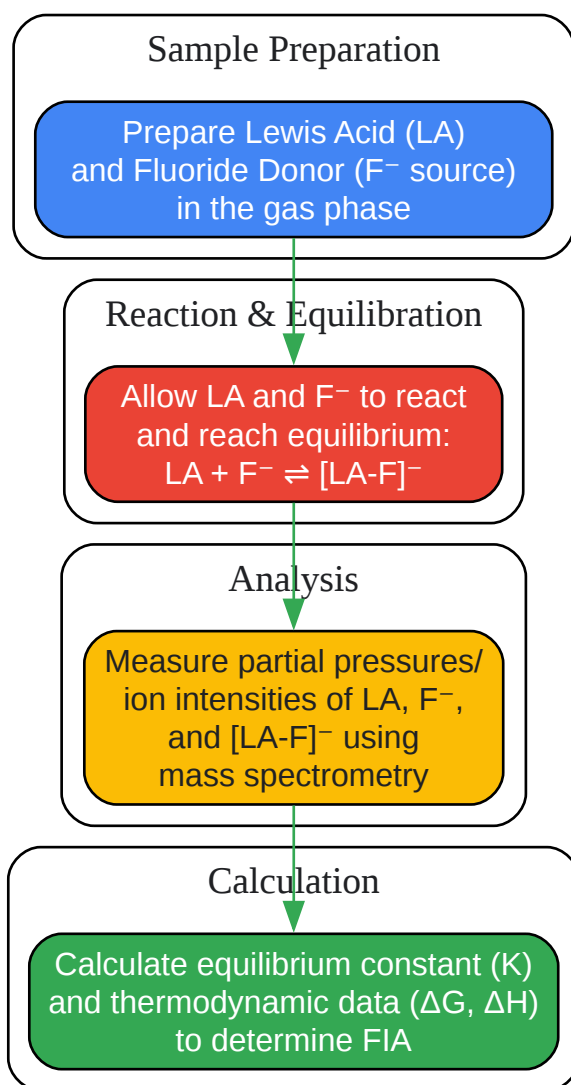 Sample Preparation
Prepare Lewis Acid (LA)
and Fluoride Donor (F⁻ source)
in the gas phase
Reaction & Equilibration
Allow LA and F⁻ to react
and reach equilibrium:
LA + F⁻ ⇌ [LA-F]⁻
Analysis
Measure partial pressures/
ion intensities of LA, F⁻,
and [LA-F]⁻ using
mass spectrometry
Calculation
Calculate equilibrium constant (K)
and thermodynamic data (ΔG, ΔH)
to determine FIA